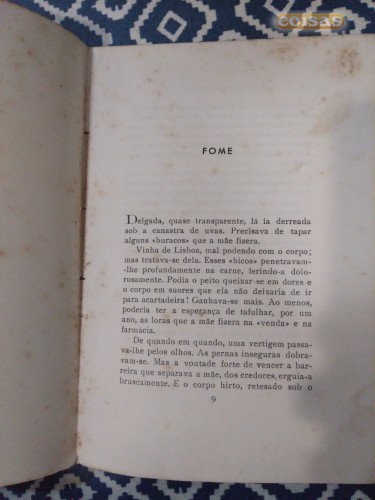 coisas
FOME
Delgada, quase transparente, lá ia derreada
sob a canastra de uvas. Precisava de tapar
alguns «buracos» que a mãe fizera.
Vinha de Lisboa, mal podendo com o corpo;
mas tratava-se dela. Esses «bicos» penetravam-
-lhe profundamente na carne, ferindo-a dolo-
rosamente. Podia o peito queixar-se em dores e
o corpo em suores que ela não deixaria de ir
para acartadeira! Ganhava-se mais. Ao menos,
poderia ter a esperança de tafulhar, por um
ano, as loras que a mãe fizera na «venda» e na
farmácia.
De quando em quando, uma vertigem passa-
va-lhe pelos olhos. As pernas inseguras dobra-
vam-se. Mas a vontade forte de vencer a bar-
reira que separava a mãe, dos credores, erguia-a
bruscamente. E o corpo hirto, retesado sob o
9